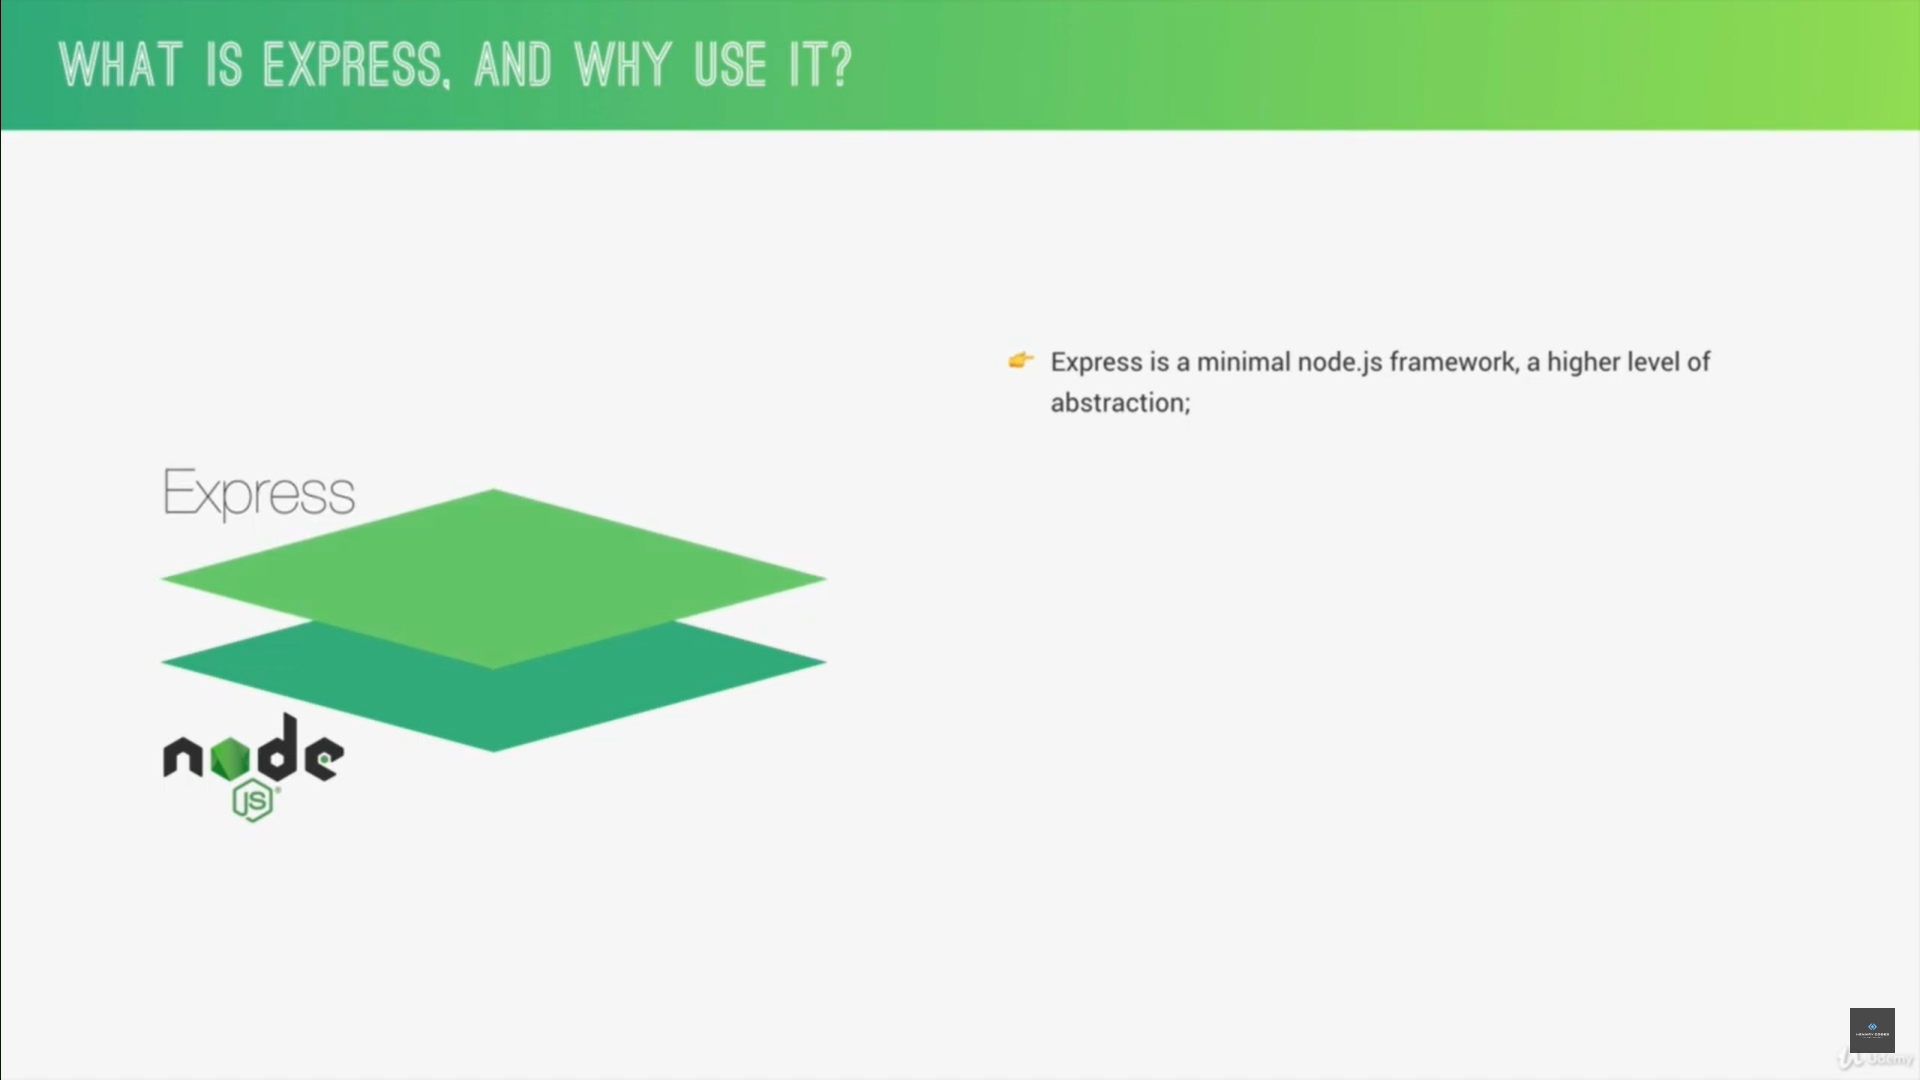 WHAT IS EXPRESS, AND WHY USE IT?
Express is a minimal node.js framework, a higher level of
abstraction;
Express
node
JS
Udemy